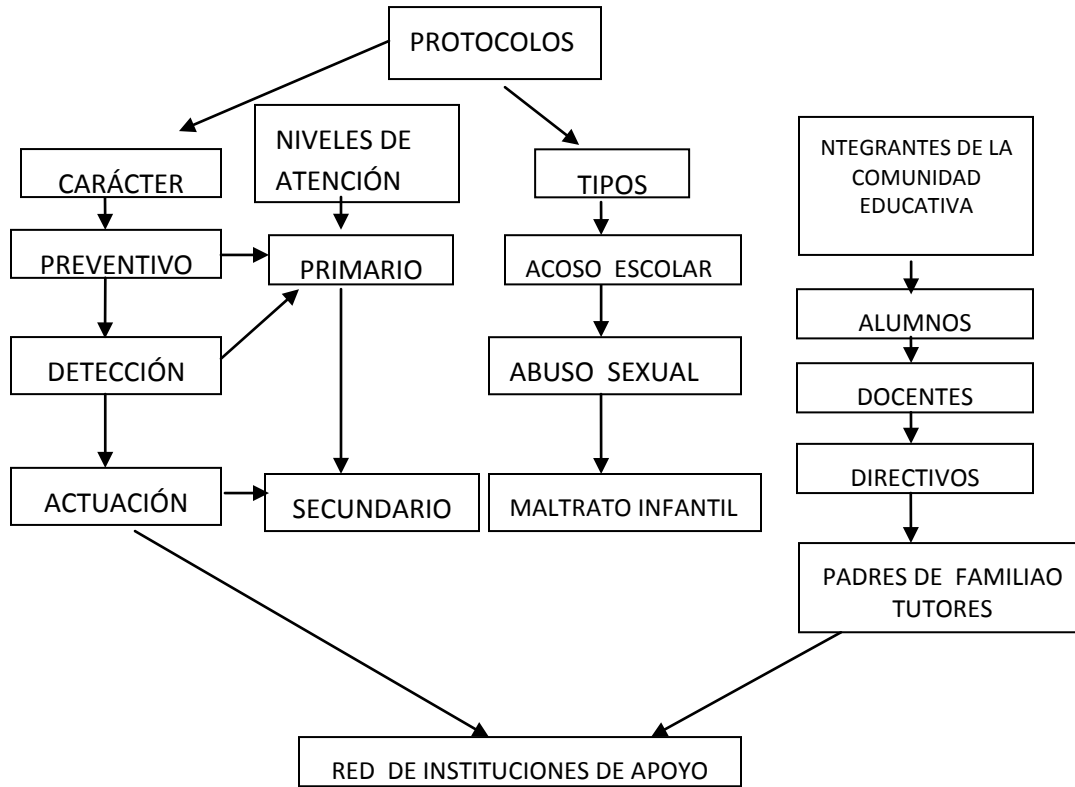 PROTOCOLOS
NIVELES DE
ATENCIÓN
CARÁCTER
TIPOS
NTEGRANTES DE LA
COMUNIDAD
EDUCATIVA
PREVENTIVO
PRIMARIO
ACOSO ESCOLAR
ALUMNOS
DETECCIÓN
ABUSO SEXUAL
DOCENTES
ACTUACIÓN
SECUNDARIO
MALTRATO INFANTIL
DIRECTIVOS
PADRES DE FAMILIAO
TUTORES
RED DE INSTITUCIONES DE APOYO